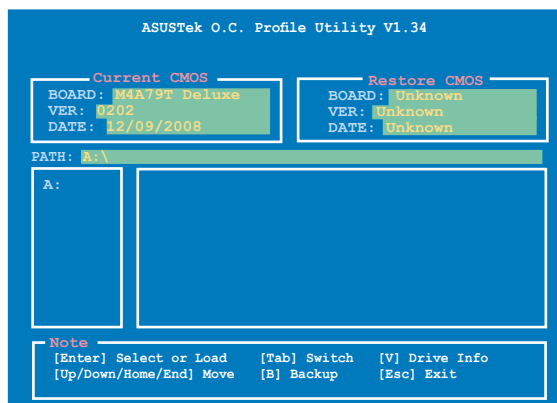 ASUSTek O.C. Profile Utility V1.34
Current CMOS
BOARD: M4A79T Deluxe
VER: 0202
DATE: 12/09/2008
Restore CMOS
BOARD: Unknown
VER: Unknown
DATE: Unknown
PATH: A:\
A:
Note
[Enter] Select or Load [Tab] Switch [V] Drive Info
[Up/Down/Home/End] Move [B] Backup [Esc] Exit